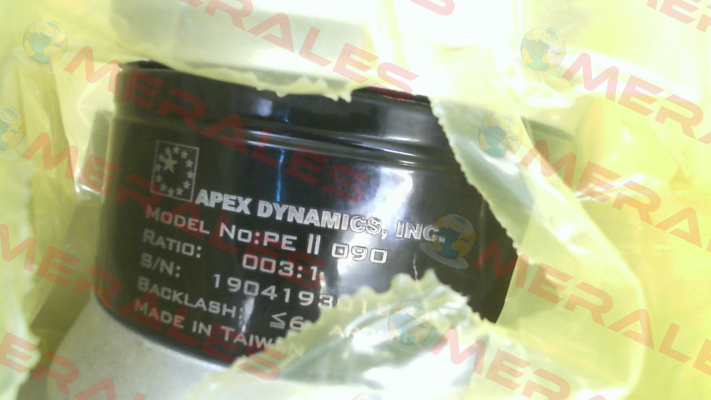 APEX DYNAMICS, INC.
MODEL NO:PE II 090
RATIO: 003:1
S/N:
BACKLASH: ≤6
MADE IN TAIWAN
MERALES
MERALES
MERALES
MERALES
MERALES